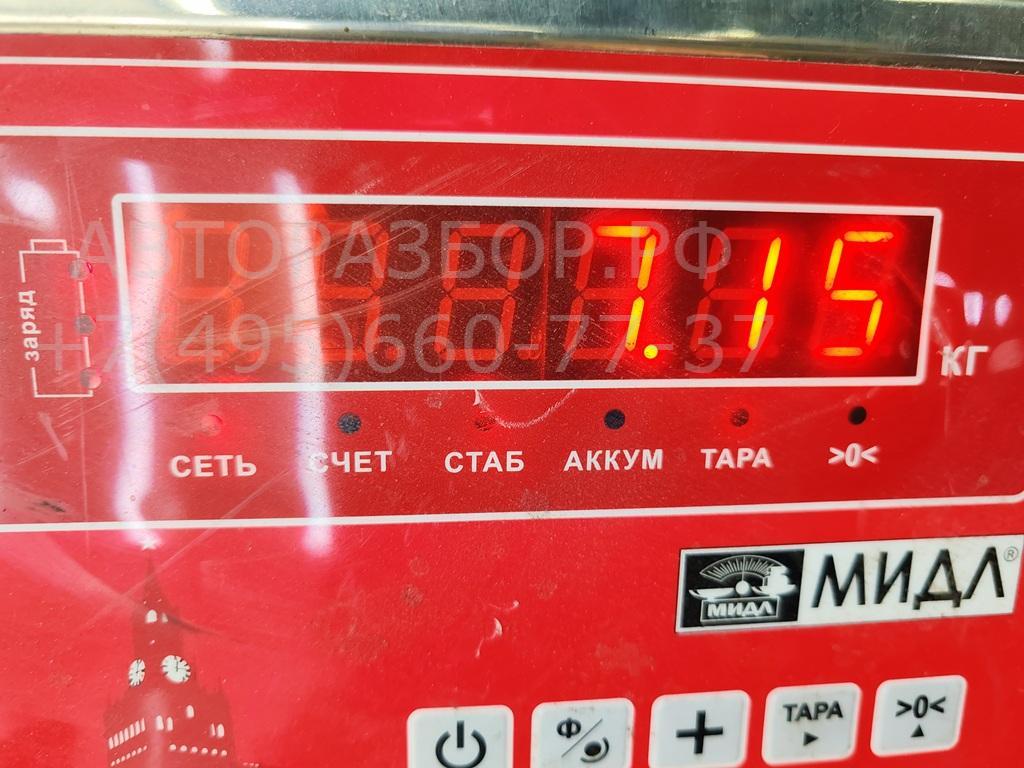 АВТОРАЗБОР.РФ
+7(495)660-77-37
7.15
заряд
КГ
СЕТЬ СЧЕТ СТАБ АККУМ ТАРА >0<
МИДЛ МИДЛ®
Ф/ + ТАРА >0<